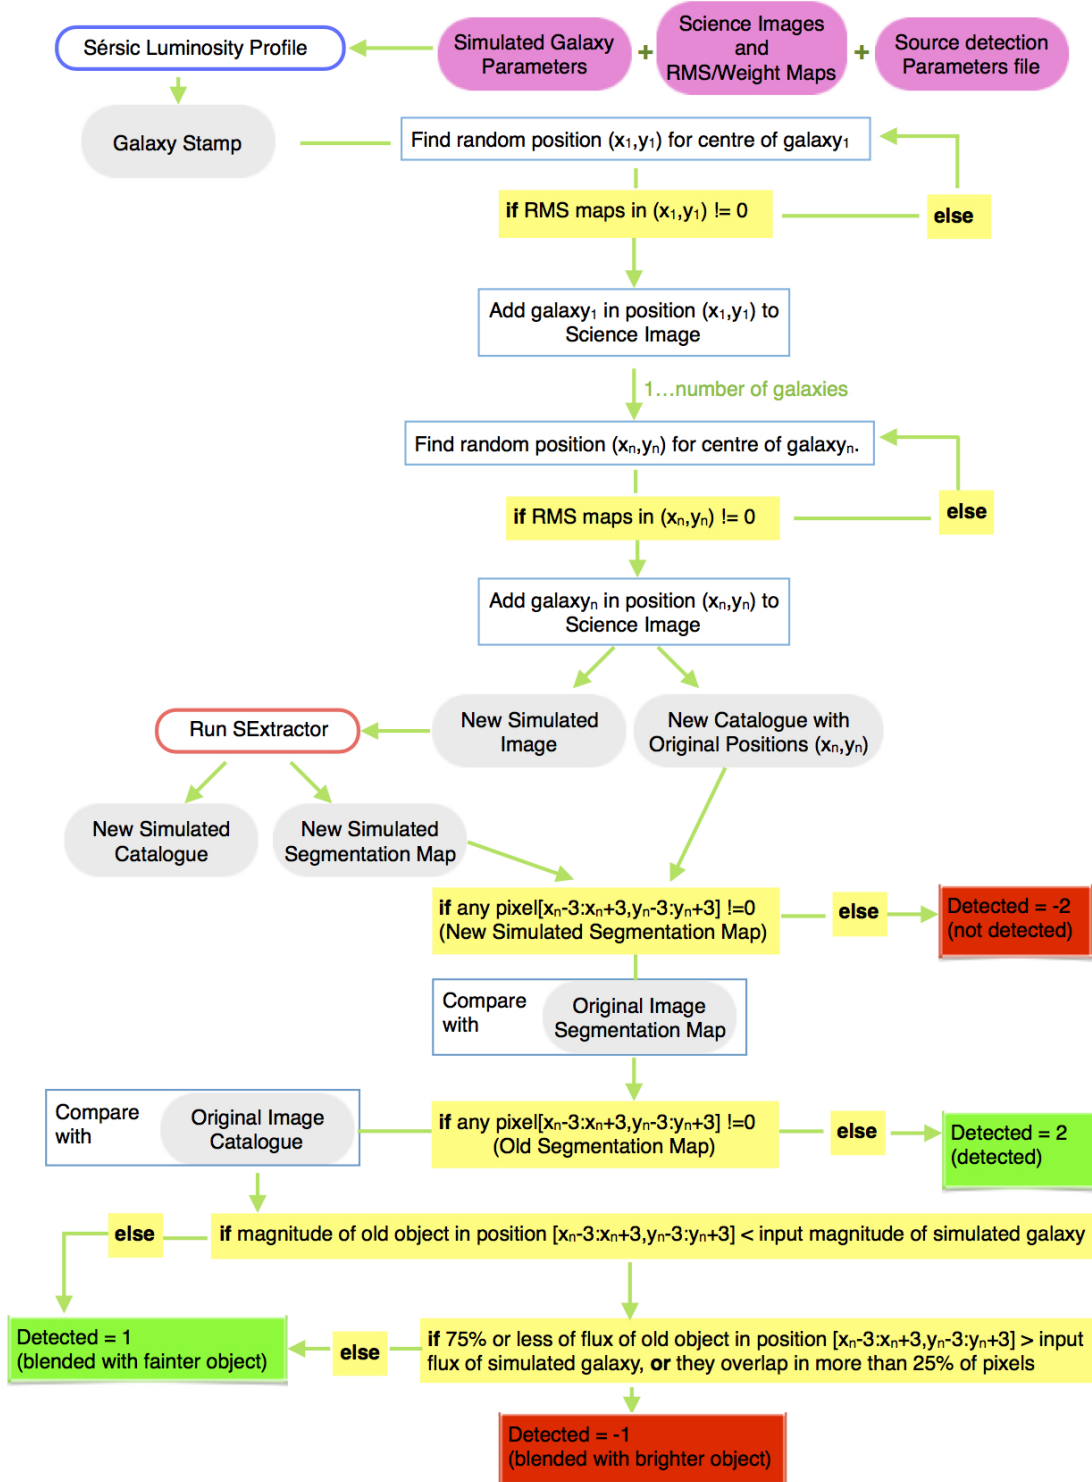 Sérsic Luminosity Profile
Simulated Galaxy
Parameters
+
Science Images
and
RMS/Weight Maps
+
Source detection
Parameters file
Galaxy Stamp
Find random position (x₁,y₁) for centre of galaxy₁
if RMS maps in (x₁,y₁) != 0
else
Add galaxy₁ in position (x₁,y₁) to
Science Image
1...number of galaxies
Find random position (xₙ,yₙ) for centre of galaxyₙ.
if RMS maps in (xₙ,yₙ) != 0
else
Add galaxyₙ in position (xₙ,yₙ) to
Science Image
Run SExtractor
New Simulated
Image
New Catalogue with
Original Positions (xₙ,yₙ)
New Simulated
Catalogue
New Simulated
Segmentation Map
if any pixel[xₙ-3:xₙ+3,yₙ-3:yₙ+3] !=0
(New Simulated Segmentation Map)
else
Detected = -2
(not detected)
Compare
with
Original Image
Segmentation Map
Compare
with
Original Image
Catalogue
if any pixel[xₙ-3:xₙ+3,yₙ-3:yₙ+3] !=0
(Old Segmentation Map)
else
Detected = 2
(detected)
else
if magnitude of old object in position [xₙ-3:xₙ+3,yₙ-3:yₙ+3] < input magnitude of simulated galaxy
Detected = 1
(blended with fainter object)
else
if 75% or less of flux of old object in position [xₙ-3:xₙ+3,yₙ-3:yₙ+3] > input
flux of simulated galaxy, or they overlap in more than 25% of pixels
Detected = -1
(blended with brighter object)